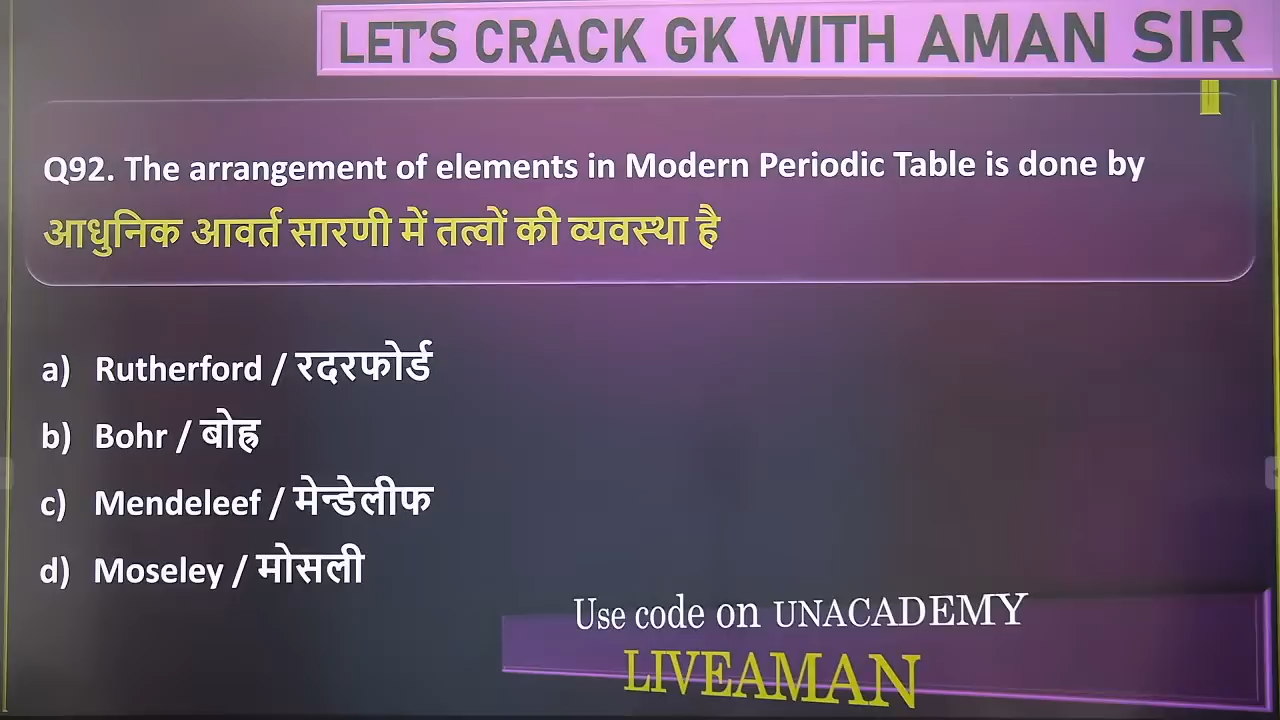 LET'S CRACK GK WITH AMAN SIR
Q92. The arrangement of elements in Modern Periodic Table is done by
आधुनिक आवर्त सारणी में तत्वों की व्यवस्था है
a) Rutherford / रदरफोर्ड
b) Bohr / बोह्र
c) Mendeleef / मेन्डेलीफ
d) Moseley / मोसली
Use code on UNACADEMY
LIVEAMAN